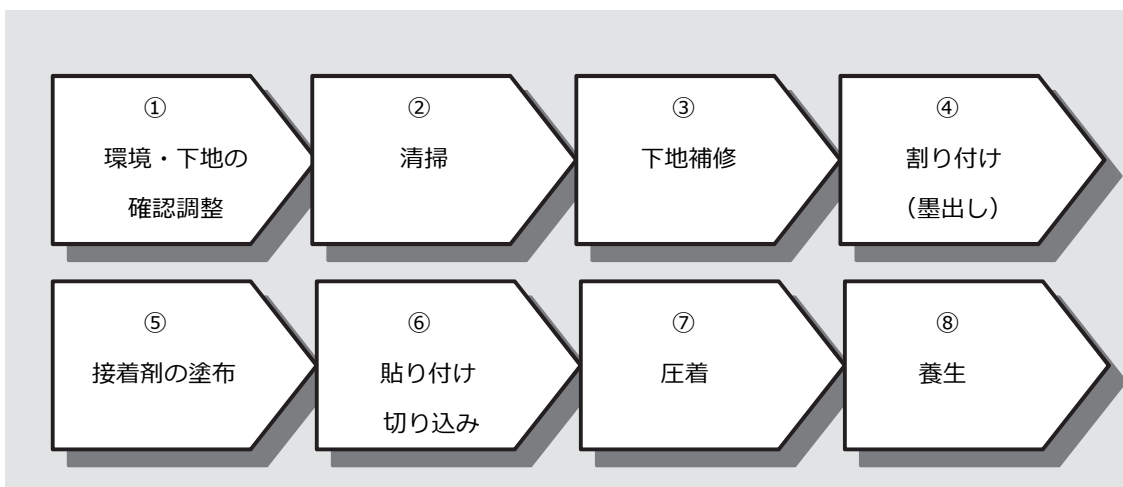 ①
環境・下地の
確認調整
②
清掃
③
下地補修
④
割り付け
（墨出し）
⑤
接着剤の塗布
⑥
貼り付け
切り込み
⑦
圧着
⑧
養生